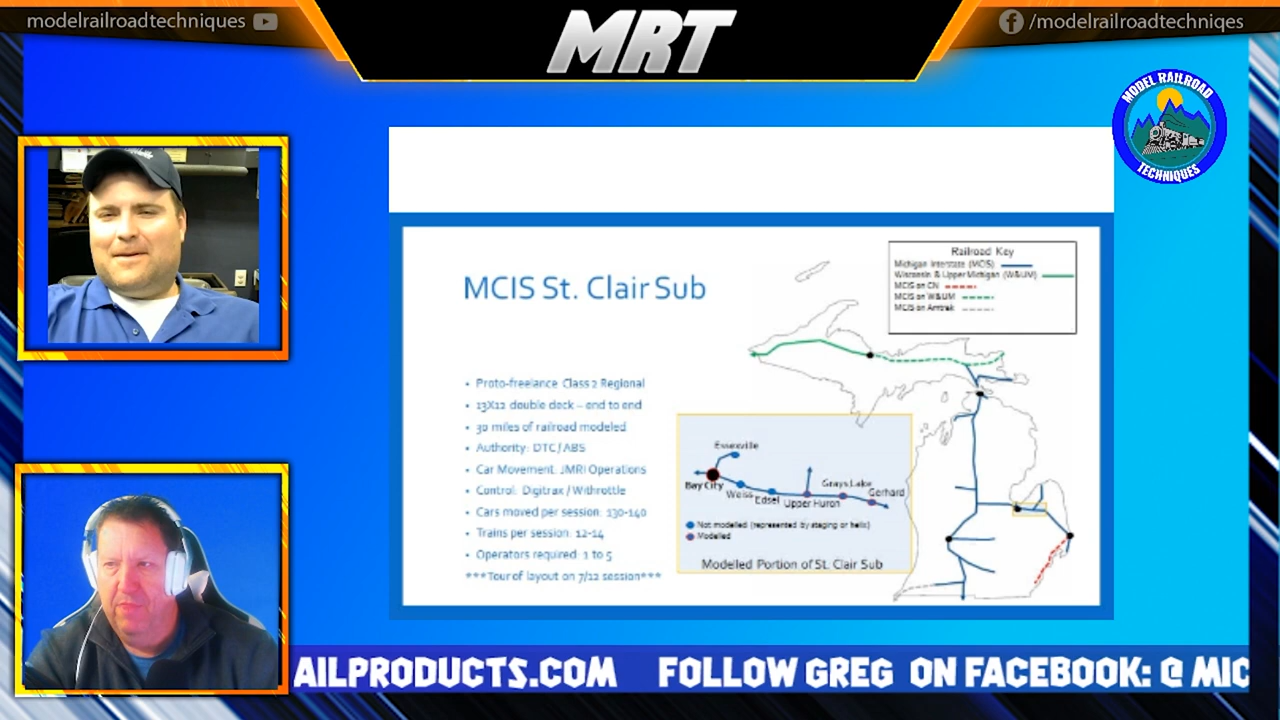 modelrailroadtechniques
MRT
/modelrailroadtechniqes
MODEL RAILROAD
TECHNIQUES
MCIS St. Clair Sub
Railroad Key
Michigan Interstate (MCIS)
Wisconsin & Upper Michigan (W&UM)
MCIS on CN
MCIS on W&UM
MCIS on Amtrak
• Proto-freelance Class 2 Regional
• 13X12 double deck – end to end
• 30 miles of railroad modeled
• Authority: DTC/ABS
• Car Movement: JMRI Operations
• Control: Digitrax / Withrottle
• Cars moved per session: 130-140
• Trains per session: 12-14
• Operators required: 1 to 5
***Tour of layout on 7/12 session***
Essexville
Bay City
Weiss
Edsel
Upper Huron
Grays Lake
Gerhard
Not modelled (represented by staging or helix)
Modelled
Modelled Portion of St. Clair Sub
AILPRODUCTS.COM FOLLOW GREG ON FACEBOOK: @ MIC